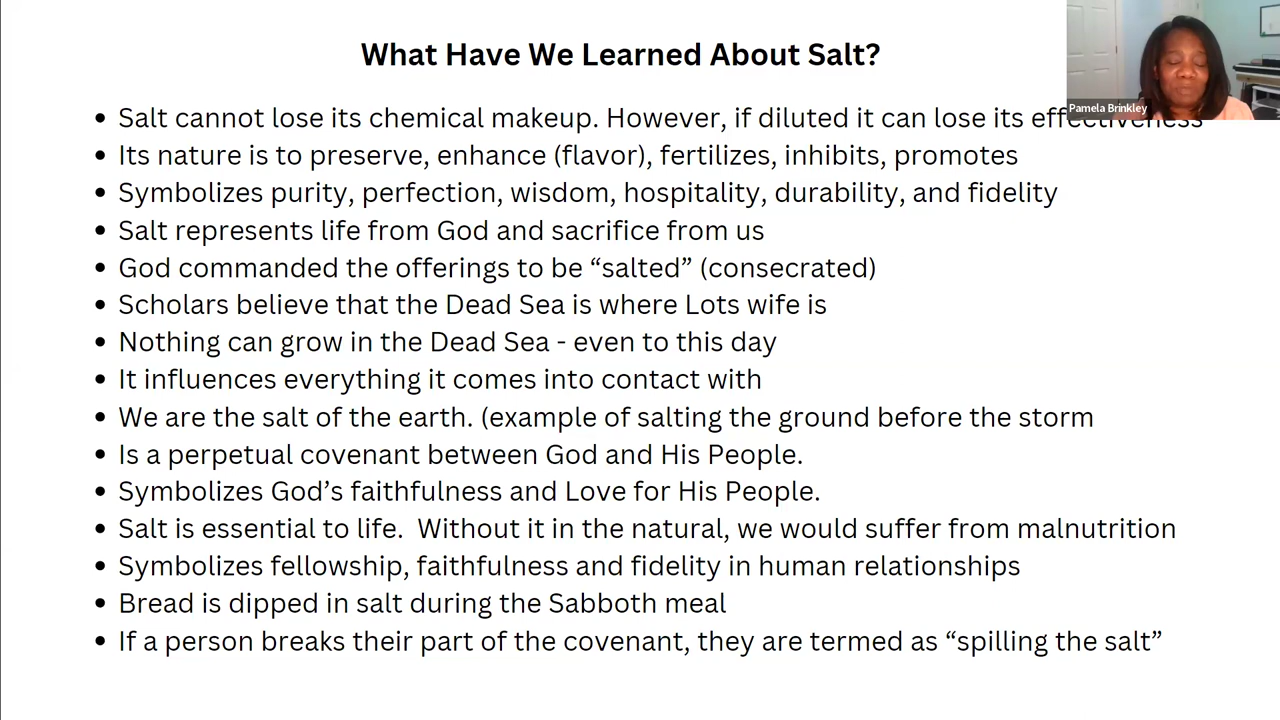 What Have We Learned About Salt?
Pamela Brinkley
• Salt cannot lose its chemical makeup. However, if diluted it can lose its effectiveness
• Its nature is to preserve, enhance (flavor), fertilizes, inhibits, promotes
• Symbolizes purity, perfection, wisdom, hospitality, durability, and fidelity
• Salt represents life from God and sacrifice from us
• God commanded the offerings to be “salted” (consecrated)
• Scholars believe that the Dead Sea is where Lots wife is
• Nothing can grow in the Dead Sea - even to this day
• It influences everything it comes into contact with
• We are the salt of the earth. (example of salting the ground before the storm
• Is a perpetual covenant between God and His People.
• Symbolizes God’s faithfulness and Love for His People.
• Salt is essential to life.  Without it in the natural, we would suffer from malnutrition
• Symbolizes fellowship, faithfulness and fidelity in human relationships
• Bread is dipped in salt during the Sabboth meal
• If a person breaks their part of the covenant, they are termed as “spilling the salt”